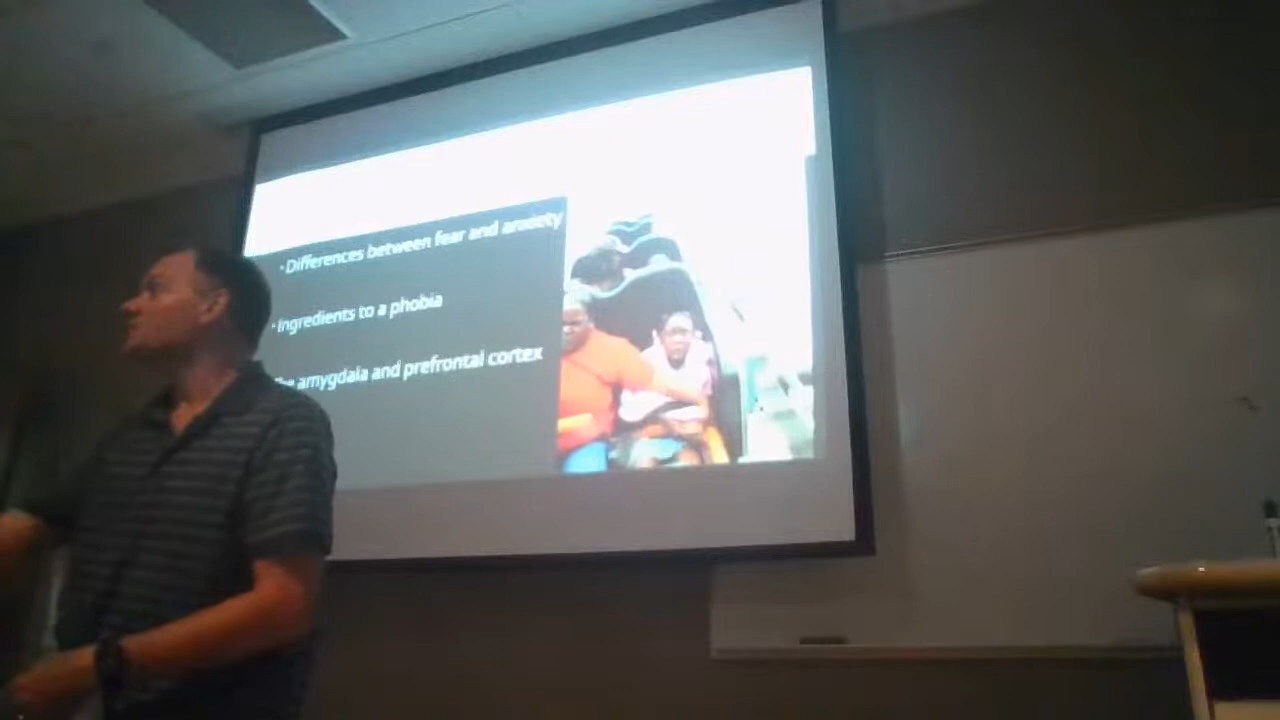 · Differences between fear and anxiety
· Ingredients to a phobia
amygdala and prefrontal cortex